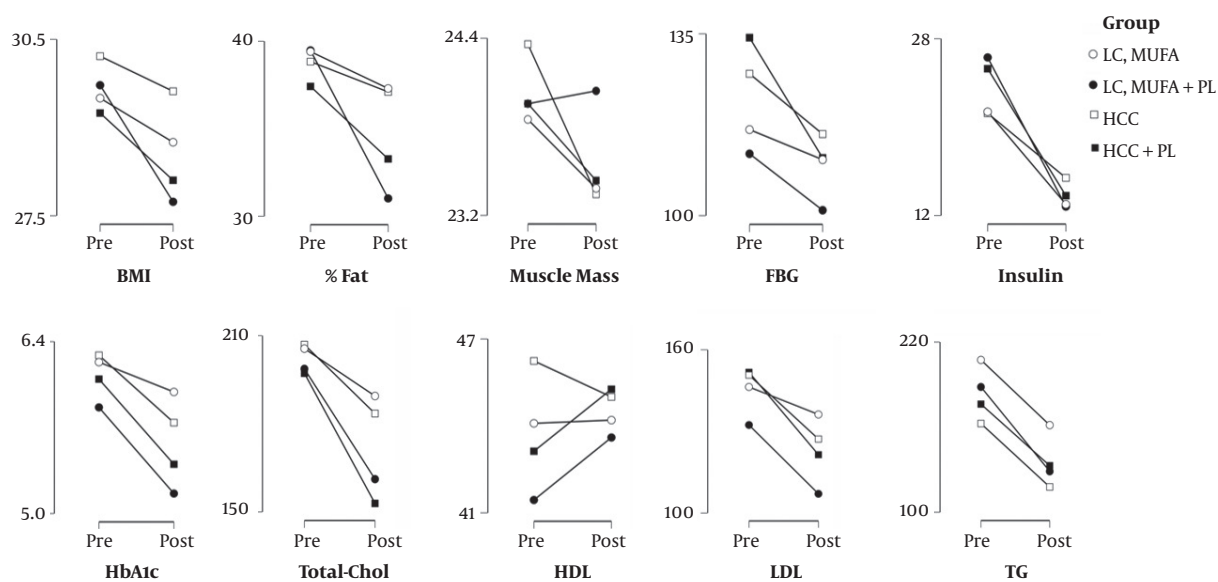 Group
LC, MUFA
LC, MUFA + PL
HCC
HCC + PL
30.5
27.5
Pre Post
BMI
40
30
Pre Post
% Fat
24.4
23.2
Pre Post
Muscle Mass
135
100
Pre Post
FBG
28
12
Pre Post
Insulin
6.4
5.0
Pre Post
HbA1c
210
150
Pre Post
Total-Chol
47
41
Pre Post
HDL
160
100
Pre Post
LDL
220
100
Pre Post
TG